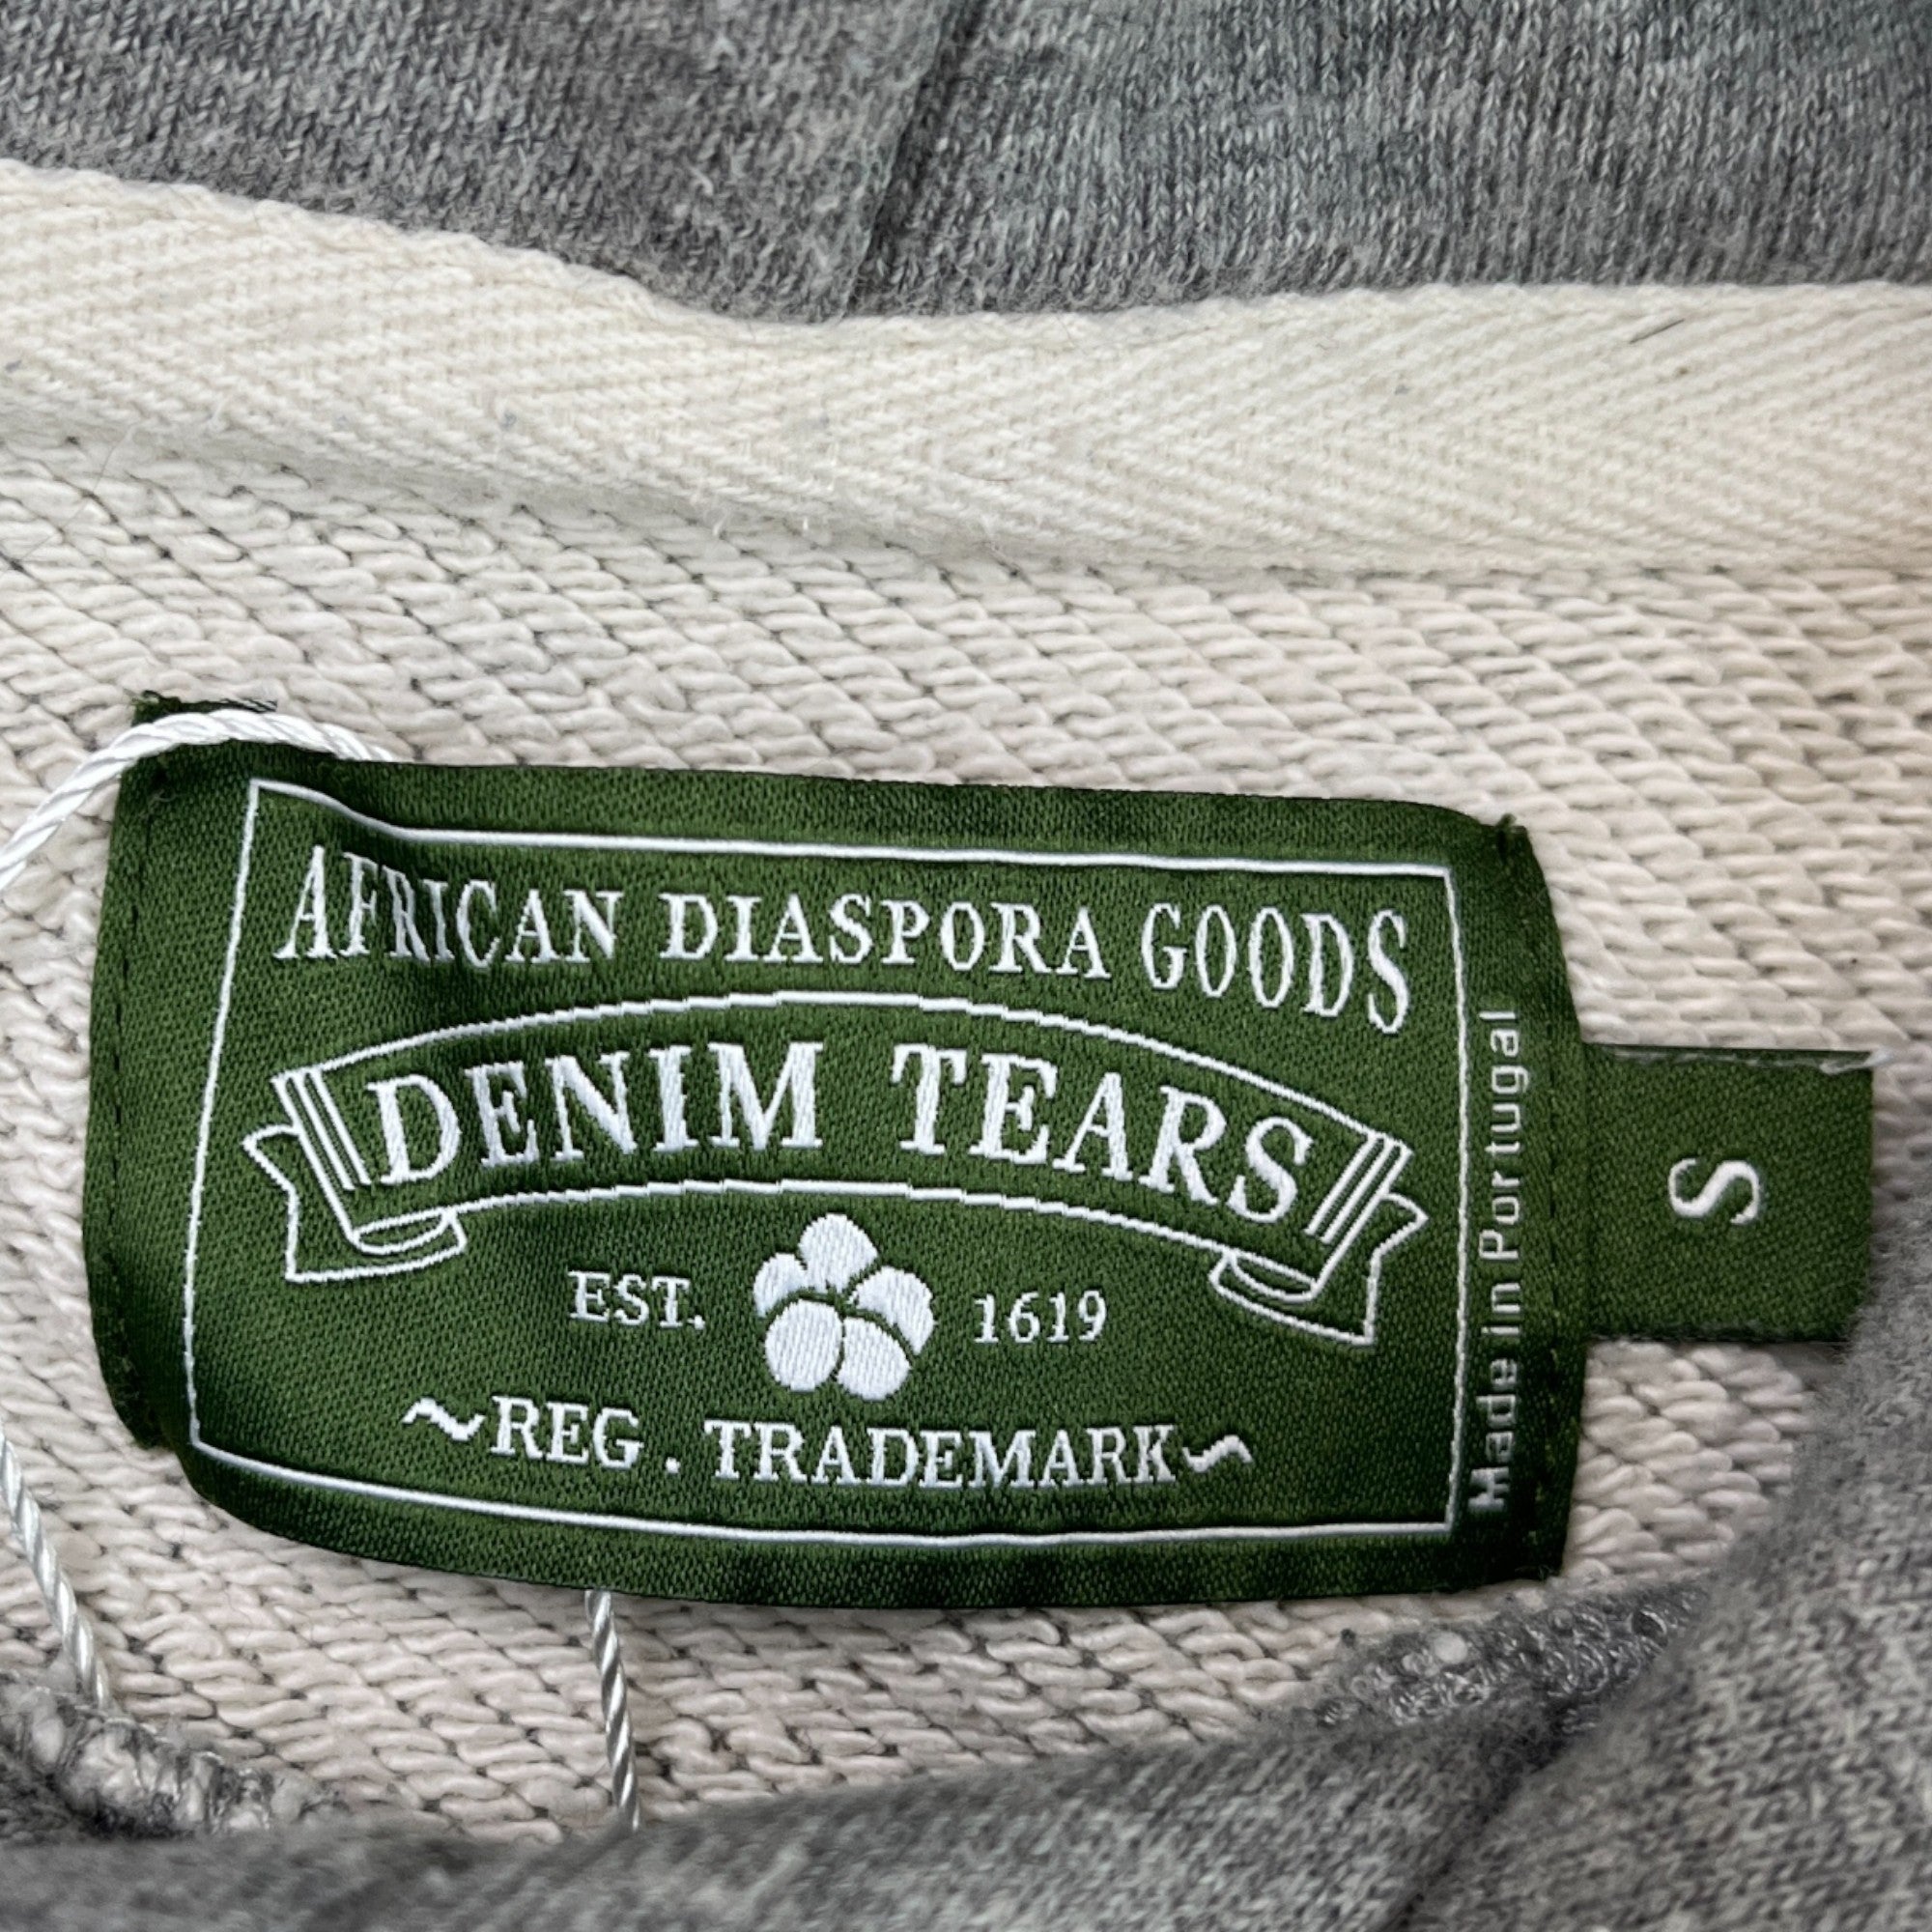 AFRICAN DIASPORA GOODS
DENIM TEARS
EST. 1619
~REG. TRADEMARK~
Made in Portugal
S